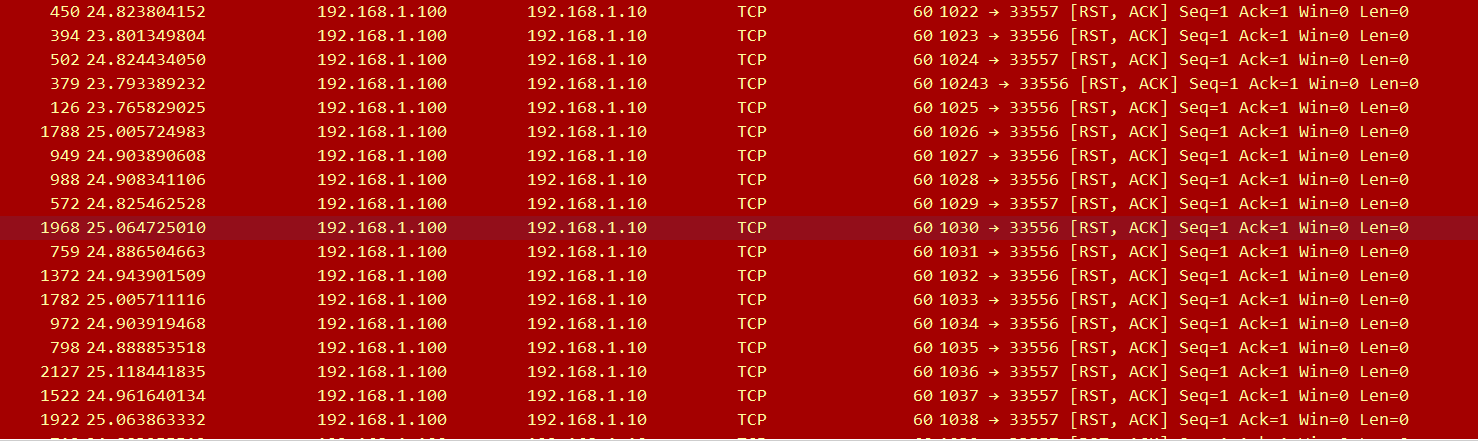 450 24.823804152 192.168.1.100 192.168.1.10 TCP 60 1022 → 33557 [RST, ACK] Seq=1 Ack=1 Win=0 Len=0
394 23.801349804 192.168.1.100 192.168.1.10 TCP 60 1023 → 33556 [RST, ACK] Seq=1 Ack=1 Win=0 Len=0
502 24.824434050 192.168.1.100 192.168.1.10 TCP 60 1024 → 33557 [RST, ACK] Seq=1 Ack=1 Win=0 Len=0
379 23.793389232 192.168.1.100 192.168.1.10 TCP 60 10243 → 33556 [RST, ACK] Seq=1 Ack=1 Win=0 Len=0
126 23.765829025 192.168.1.100 192.168.1.10 TCP 60 1025 → 33556 [RST, ACK] Seq=1 Ack=1 Win=0 Len=0
1788 25.005724983 192.168.1.100 192.168.1.10 TCP 60 1026 → 33556 [RST, ACK] Seq=1 Ack=1 Win=0 Len=0
949 24.903890608 192.168.1.100 192.168.1.10 TCP 60 1027 → 33556 [RST, ACK] Seq=1 Ack=1 Win=0 Len=0
988 24.908341106 192.168.1.100 192.168.1.10 TCP 60 1028 → 33556 [RST, ACK] Seq=1 Ack=1 Win=0 Len=0
572 24.825462528 192.168.1.100 192.168.1.10 TCP 60 1029 → 33557 [RST, ACK] Seq=1 Ack=1 Win=0 Len=0
1968 25.064725010 192.168.1.100 192.168.1.10 TCP 60 1030 → 33556 [RST, ACK] Seq=1 Ack=1 Win=0 Len=0
759 24.886504663 192.168.1.100 192.168.1.10 TCP 60 1031 → 33556 [RST, ACK] Seq=1 Ack=1 Win=0 Len=0
1372 24.943901509 192.168.1.100 192.168.1.10 TCP 60 1032 → 33556 [RST, ACK] Seq=1 Ack=1 Win=0 Len=0
1782 25.005711116 192.168.1.100 192.168.1.10 TCP 60 1033 → 33556 [RST, ACK] Seq=1 Ack=1 Win=0 Len=0
972 24.903919468 192.168.1.100 192.168.1.10 TCP 60 1034 → 33556 [RST, ACK] Seq=1 Ack=1 Win=0 Len=0
798 24.888853518 192.168.1.100 192.168.1.10 TCP 60 1035 → 33556 [RST, ACK] Seq=1 Ack=1 Win=0 Len=0
2127 25.118441835 192.168.1.100 192.168.1.10 TCP 60 1036 → 33557 [RST, ACK] Seq=1 Ack=1 Win=0 Len=0
1522 24.961640134 192.168.1.100 192.168.1.10 TCP 60 1037 → 33557 [RST, ACK] Seq=1 Ack=1 Win=0 Len=0
1922 25.063863332 192.168.1.100 192.168.1.10 TCP 60 1038 → 33557 [RST, ACK] Seq=1 Ack=1 Win=0 Len=0